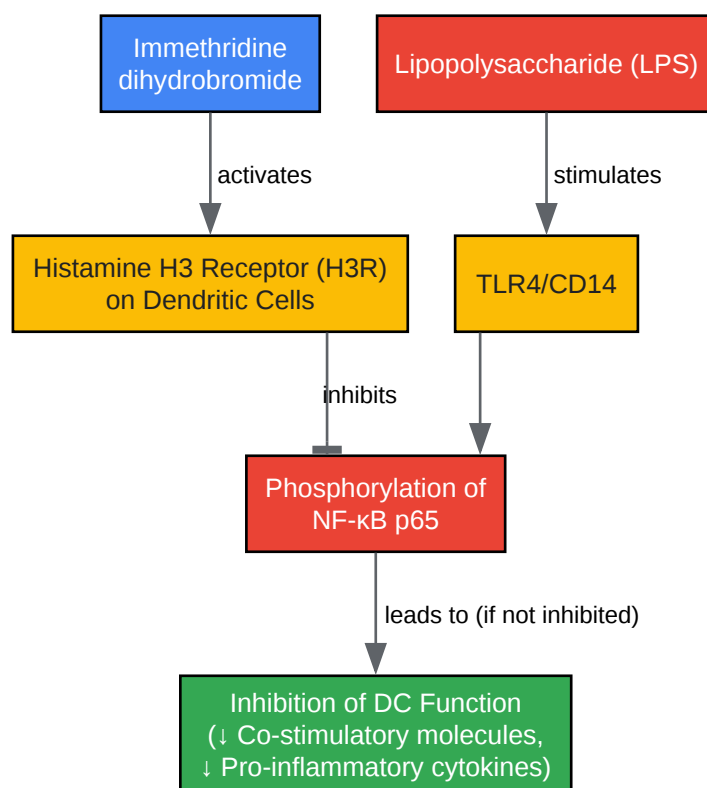 Immethridine
dihydrobromide
Lipopolysaccharide (LPS)
activates
stimulates
Histamine H3 Receptor (H3R)
on Dendritic Cells
TLR4/CD14
inhibits
Phosphorylation of
NF-κB p65
leads to (if not inhibited)
Inhibition of DC Function
(↓ Co-stimulatory molecules,
↓ Pro-inflammatory cytokines)